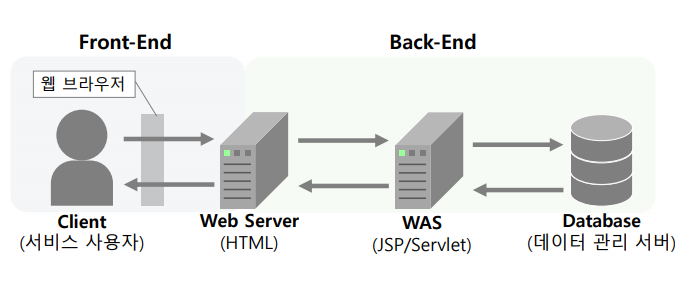 Front-End
Back-End
웹 브라우저
Client
(서비스 사용자)
Web Server
(HTML)
WAS
(JSP/Servlet)
Database
(데이터 관리 서버)